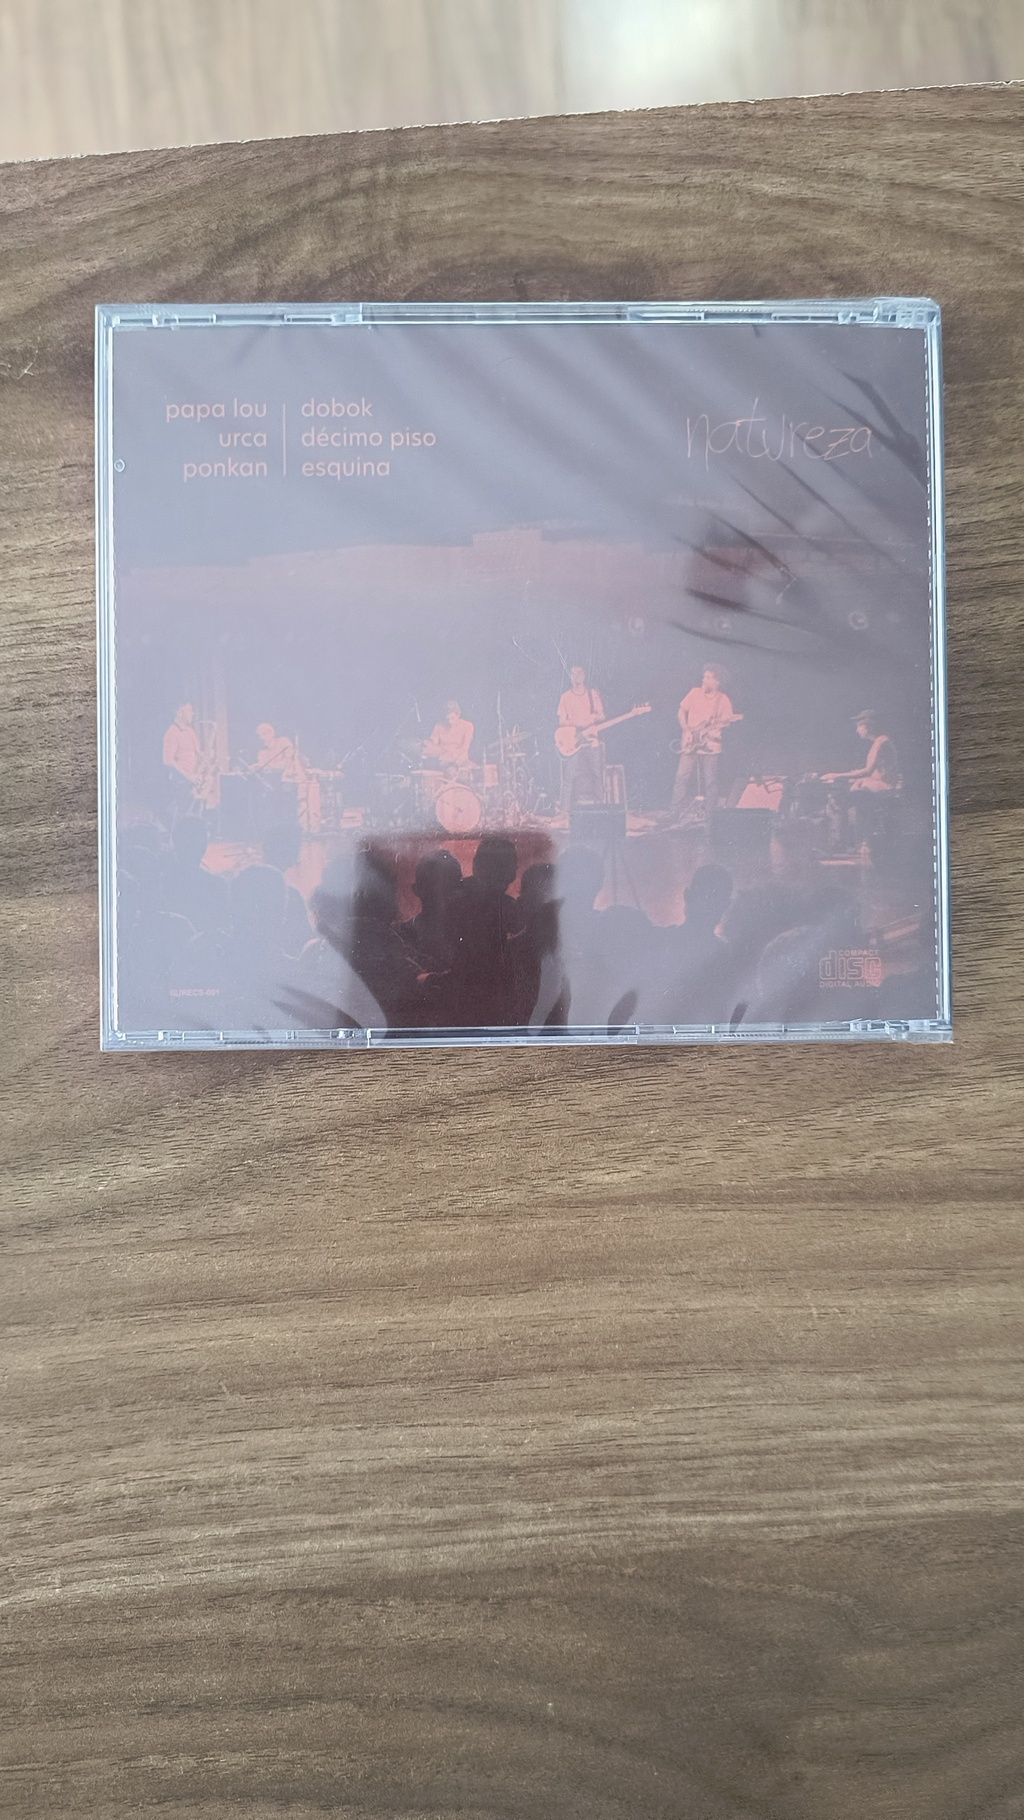 papa lou
urca
ponkan
dobok
décimo piso
esquina
natureza
COMPACT
disc
DIGITAL AUDIO